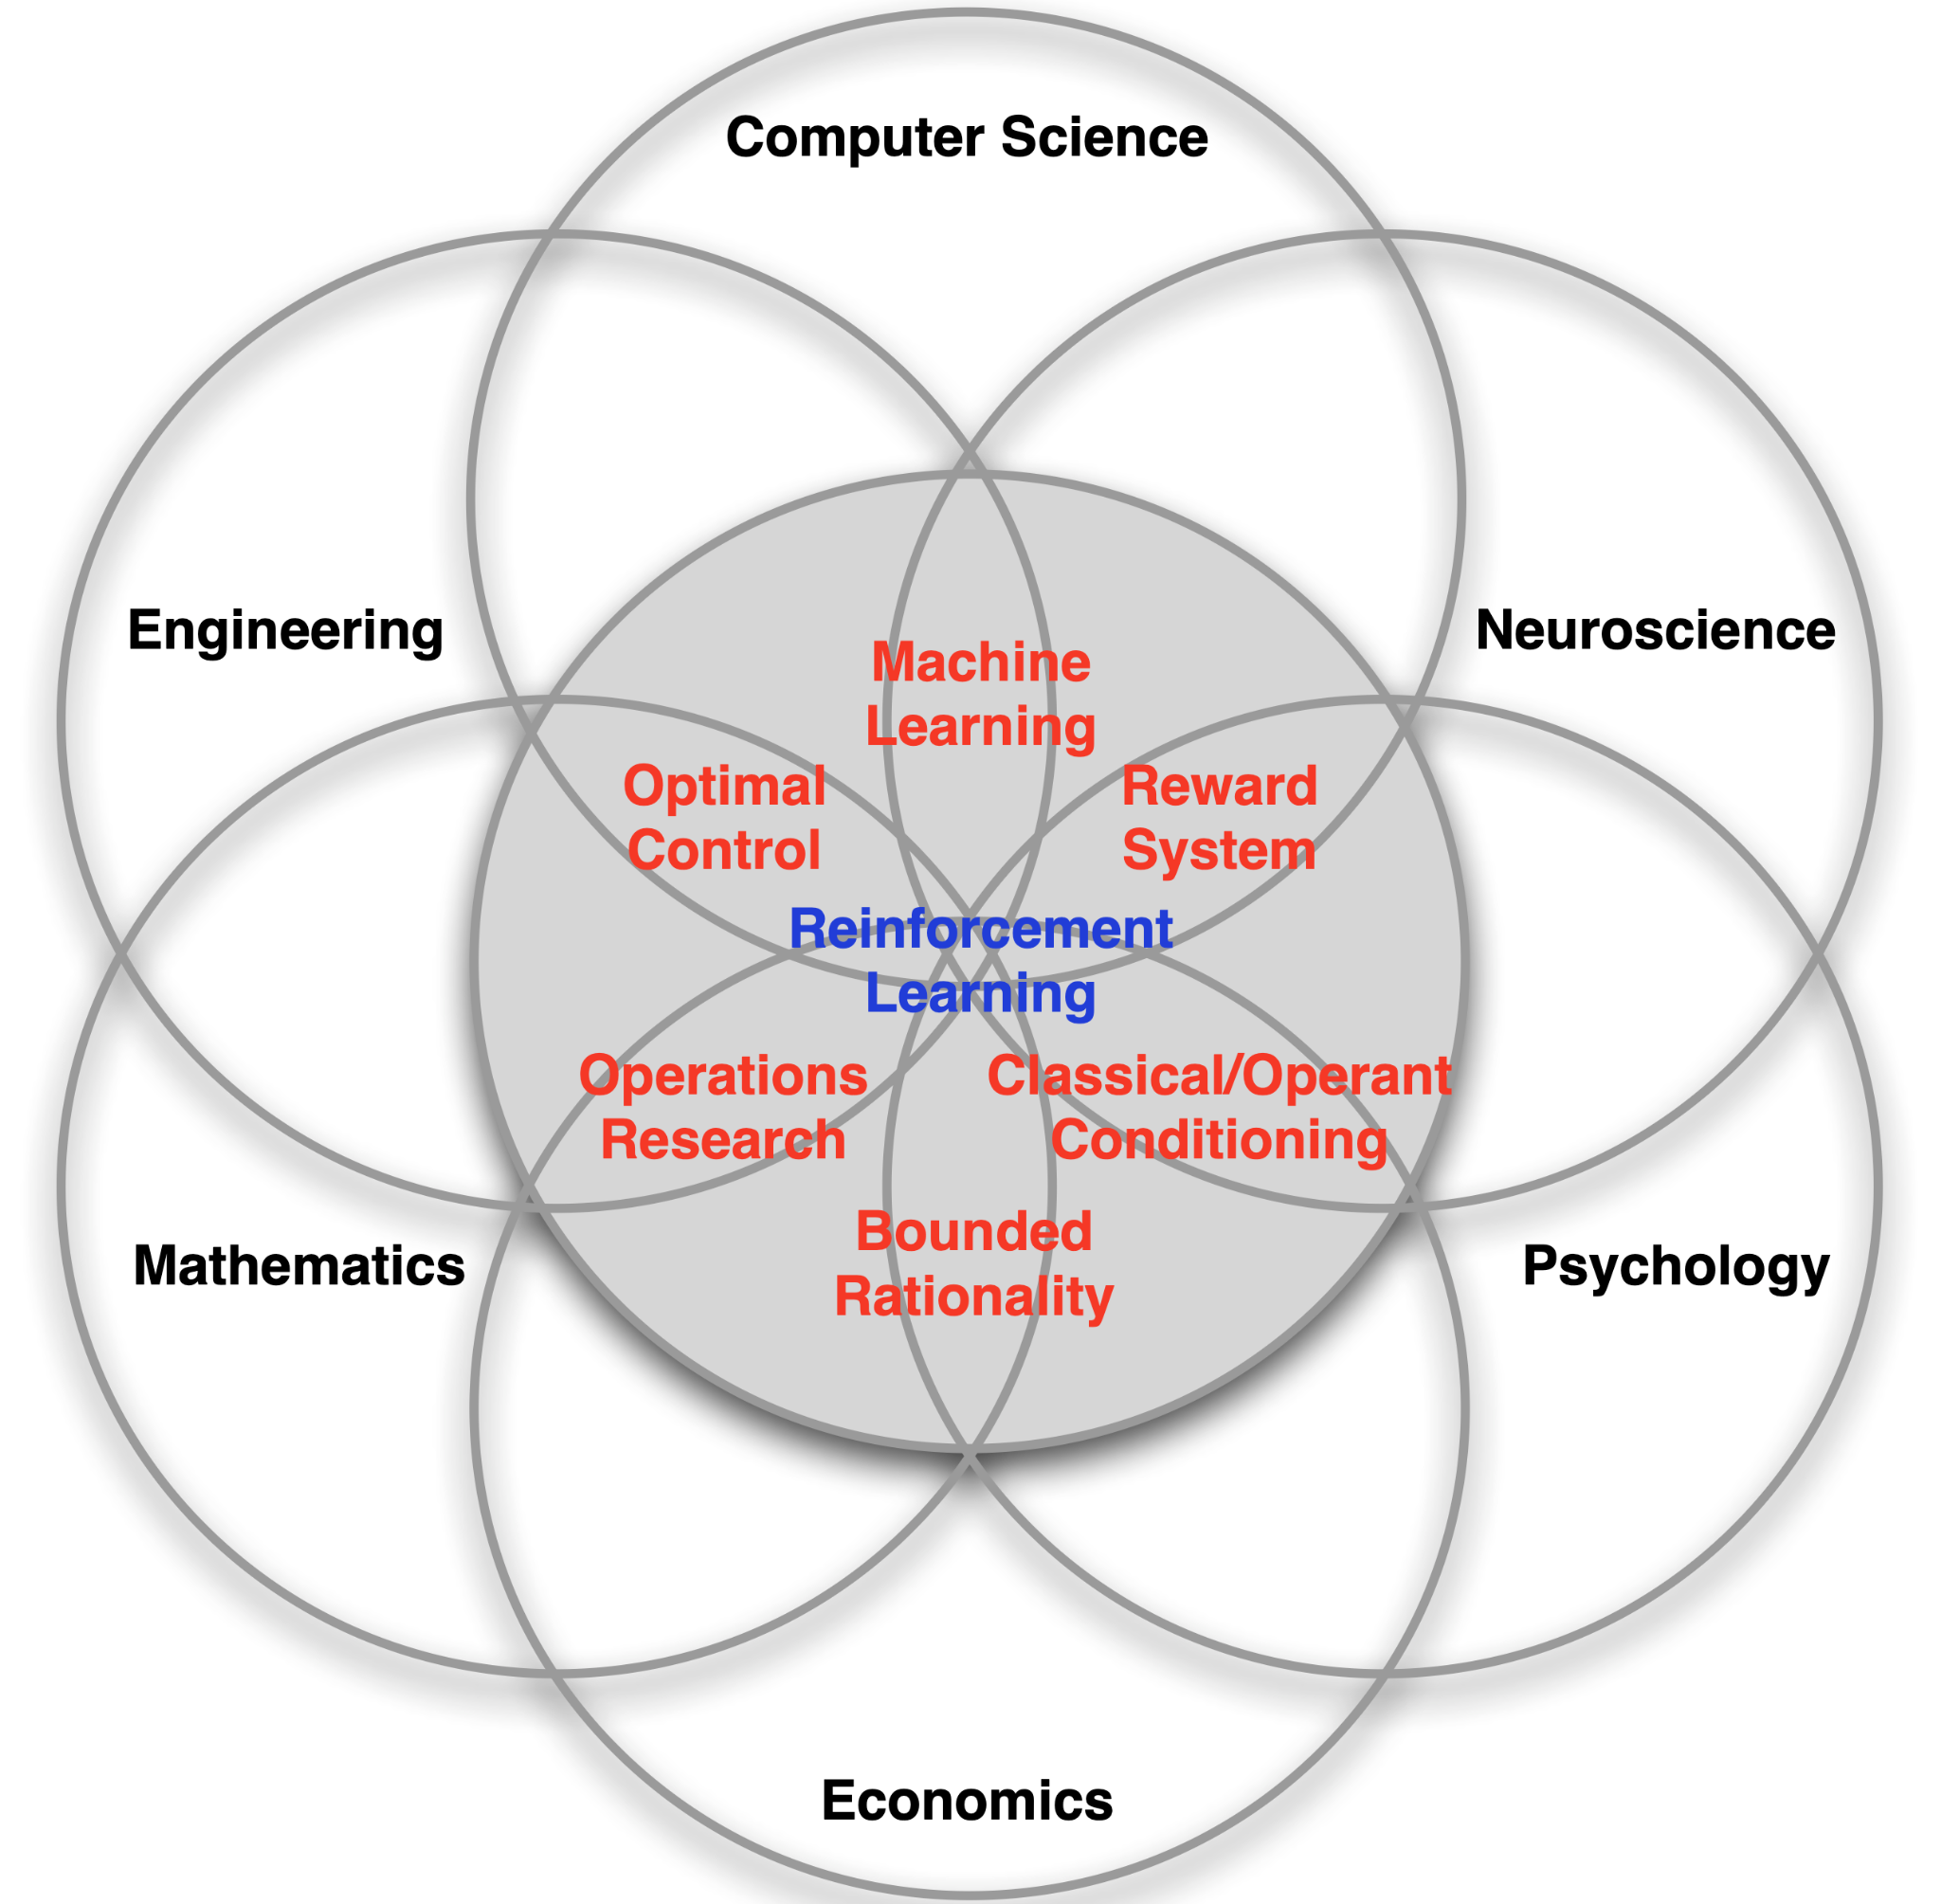 Computer Science
Engineering
Neuroscience
Machine
Learning
Optimal
Control
Reward
System
Reinforcement
Learning
Operations
Research
Classical/Operant
Conditioning
Bounded
Rationality
Mathematics
Psychology
Economics